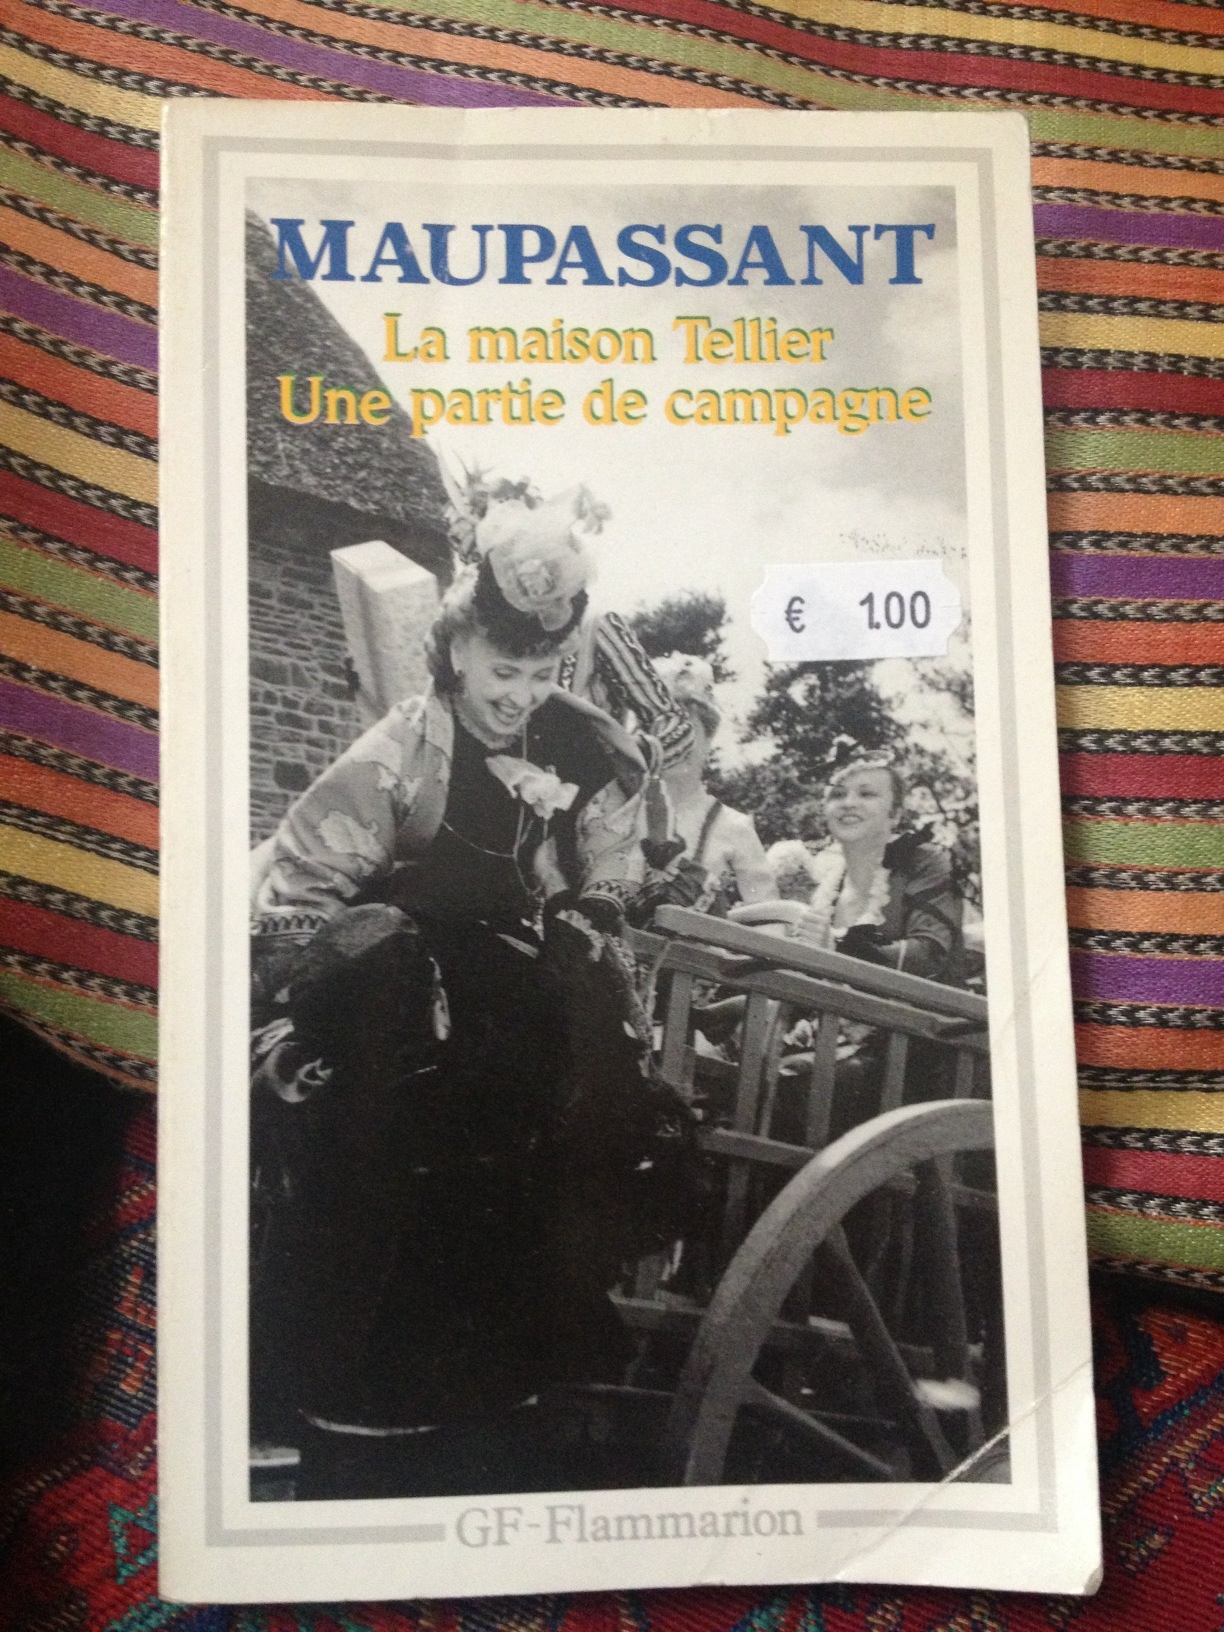 MAUPASSANT
La maison Tellier
Une partie de campagne
€ 1.00
GF-Flammarion